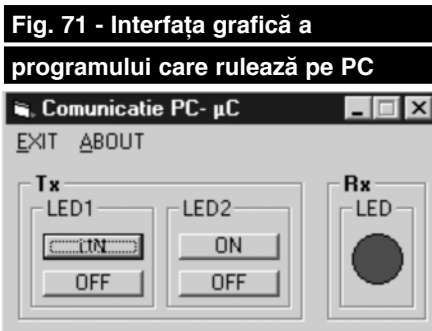 Fig. 71 - Interfața grafică a
programului care rulează pe PC
Comunicatie PC- µC
EXIT ABOUT
Tx Rx
LED1 LED2 LED
ON
OFF OFF